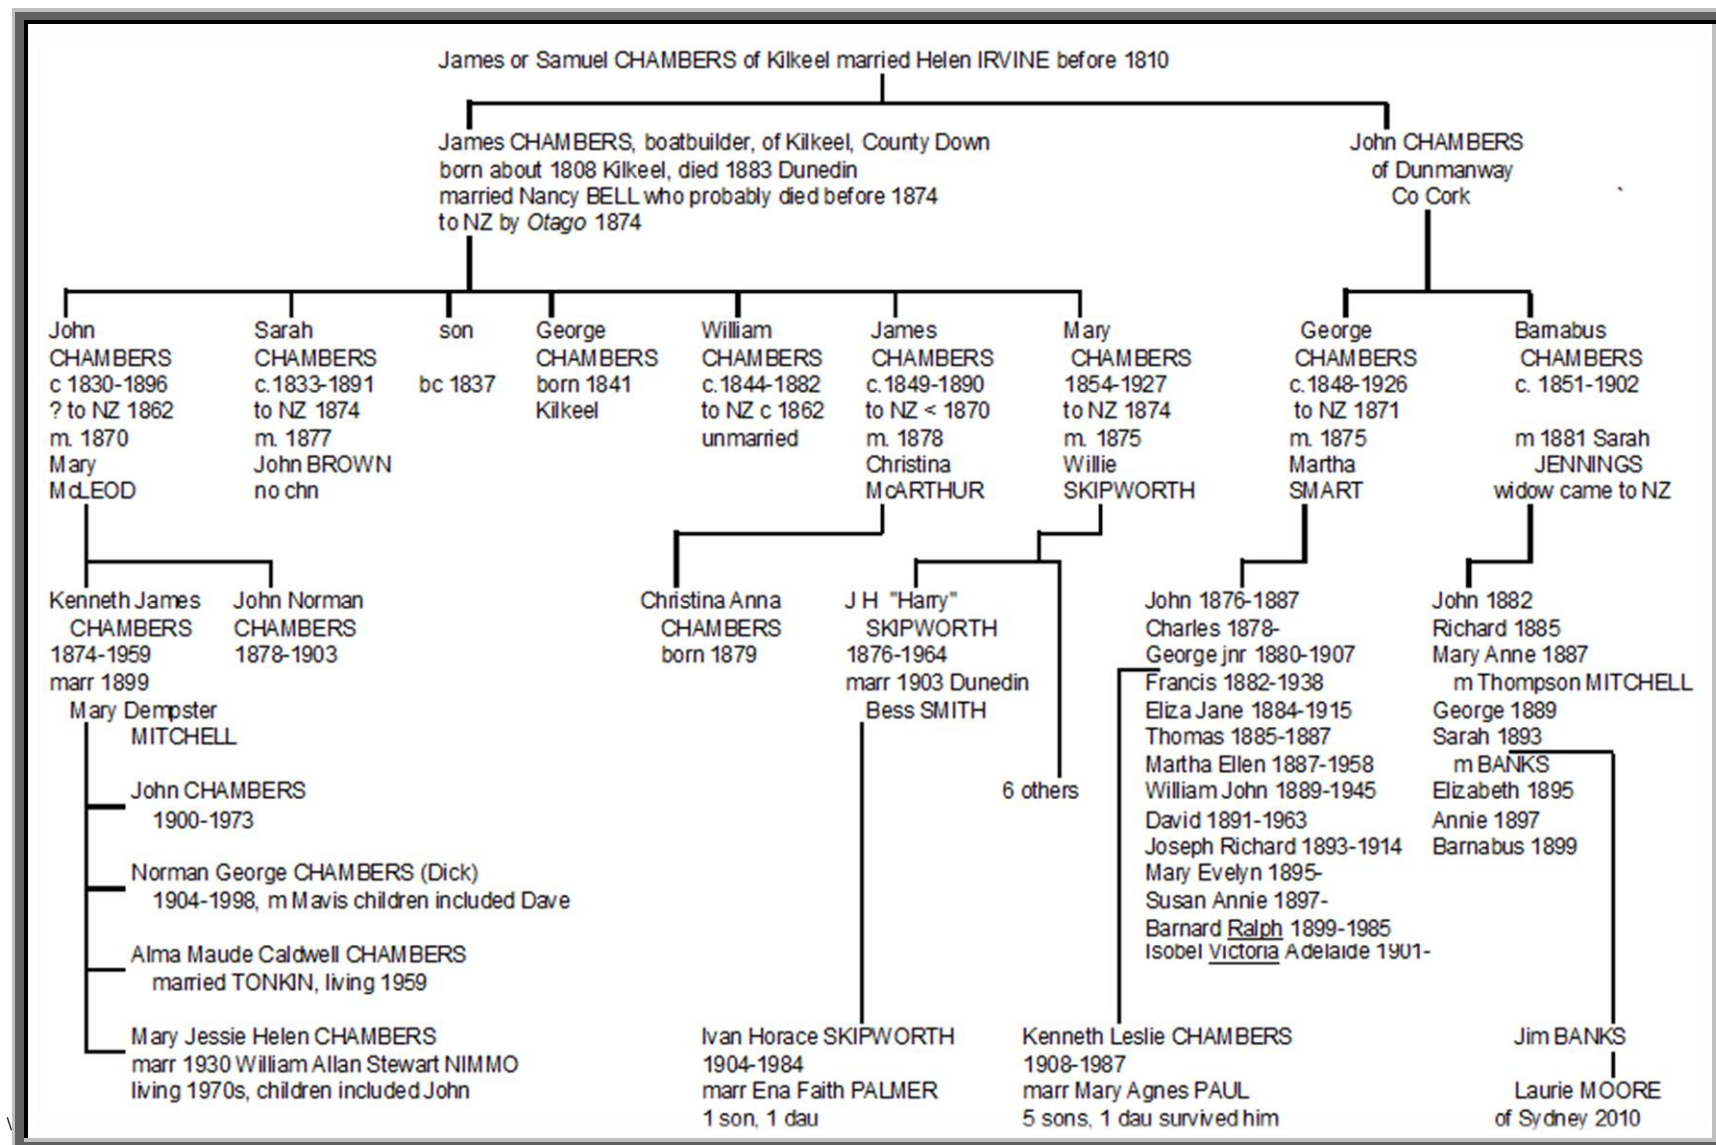 James or Samuel CHAMBERS of Kilkeel married Helen IRVINE before 1810
James CHAMBERS, boatbuilder, of Kilkeel, County Down
born about 1808 Kilkeel, died 1883 Dunedin
married Nancy BELL who probably died before 1874
to NZ by Otago 1874
John CHAMBERS
of Dunmanway
Co Cork
John
CHAMBERS
c 1830-1896
? to NZ 1862
m. 1870
Mary
McLEOD
Sarah
CHAMBERS
c.1833-1891
to NZ 1874
m. 1877
John BROWN
no chn
son
bc 1837
George
CHAMBERS
born 1841
Kilkeel
William
CHAMBERS
c.1844-1882
to NZ c 1862
unmarried
James
CHAMBERS
c.1849-1890
to NZ < 1870
m. 1878
Christina
McARTHUR
Mary
CHAMBERS
1854-1927
to NZ 1874
m. 1875
Willie
SKIPWORTH
George
CHAMBERS
c.1848-1926
to NZ 1871
m. 1875
Martha
SMART
Barnabus
CHAMBERS
c. 1851-1902
m 1881 Sarah
JENNINGS
widow came to NZ
Kenneth James
CHAMBERS
1874-1959
marr 1899
Mary Dempster
MITCHELL
John Norman
CHAMBERS
1878-1903
Christina Anna
CHAMBERS
born 1879
J H "Harry"
SKIPWORTH
1876-1964
marr 1903 Dunedin
Bess SMITH
6 others
John 1876-1887
Charles 1878-
George jnr 1880-1907
Francis 1882-1938
Eliza Jane 1884-1915
Thomas 1885-1887
Martha Ellen 1887-1958
William John 1889-1945
David 1891-1963
Joseph Richard 1893-1914
Mary Evelyn 1895-
Susan Annie 1897-
Barnard Ralph 1899-1985
Isobel Victoria Adelaide 1901-
John 1882
Richard 1885
Mary Anne 1887
m Thompson MITCHELL
George 1889
Sarah 1893
m BANKS
Elizabeth 1895
Annie 1897
Barnabus 1899
John CHAMBERS
1900-1973
Norman George CHAMBERS (Dick)
1904-1998, m Mavis children included Dave
Alma Maude Caldwell CHAMBERS
married TONKIN, living 1959
Mary Jessie Helen CHAMBERS
marr 1930 William Allan Stewart NIMMO
living 1970s, children included John
Ivan Horace SKIPWORTH
1904-1984
marr Ena Faith PALMER
1 son, 1 dau
Kenneth Leslie CHAMBERS
1908-1987
marr Mary Agnes PAUL
5 sons, 1 dau survived him
Jim BANKS
Laurie MOORE
of Sydney 2010